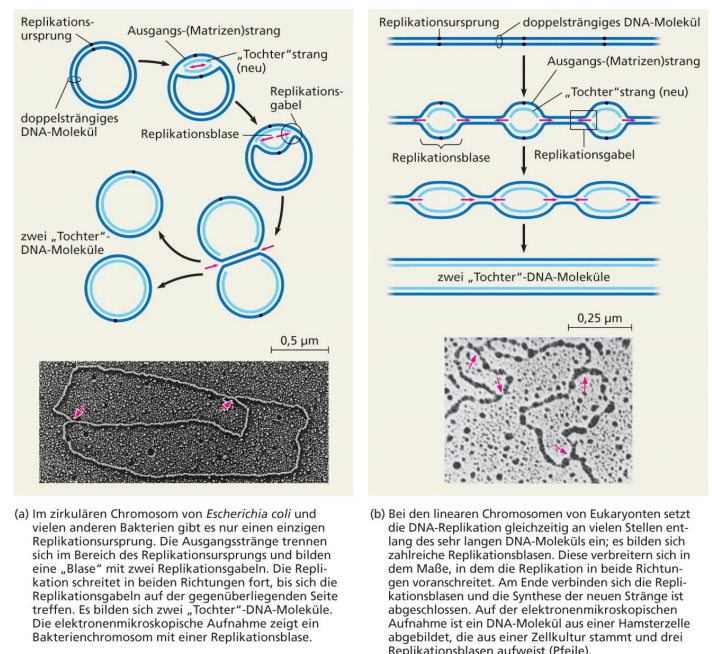 Replikations-
ursprung
Ausgangs-(Matrizen)strang
„Tochter“strang
(neu)
Replikations-
gabel
doppelsträngiges
DNA-Molekül
Replikationsblase
zwei „Tochter“-
DNA-Moleküle
0,5 µm
(a) Im zirkulären Chromosom von Escherichia coli und
vielen anderen Bakterien gibt es nur einen einzigen
Replikationsursprung. Die Ausgangsstränge trennen
sich im Bereich des Replikationsursprungs und bilden
eine „Blase“ mit zwei Replikationsgabeln. Die Repli-
kation schreitet in beiden Richtungen fort, bis sich die
Replikationsgabeln auf der gegenüberliegenden Seite
treffen. Es bilden sich zwei „Tochter“-DNA-Moleküle.
Die elektronenmikroskopische Aufnahme zeigt ein
Bakterienchromosom mit einer Replikationsblase.
Replikationsursprung
doppelsträngiges DNA-Molekül
Ausgangs-(Matrizen)strang
„Tochter“strang (neu)
Replikationsblase
Replikationsgabel
zwei „Tochter“-DNA-Moleküle
0,25 µm
(b) Bei den linearen Chromosomen von Eukaryonten setzt
die DNA-Replikation gleichzeitig an vielen Stellen ent-
lang des sehr langen DNA-Moleküls ein; es bilden sich
zahlreiche Replikationsblasen. Diese verbreitern sich in
dem Maße, in dem die Replikation in beide Richtun-
gen voranschreitet. Am Ende verbinden sich die Repli-
kationsblasen und die Synthese der neuen Stränge ist
abgeschlossen. Auf der elektronenmikroskopischen
Aufnahme ist ein DNA-Molekül aus einer Hamsterzelle
abgebildet, die aus einer Zellkultur stammt und drei
Replikationsblasen aufweist (Pfeile).